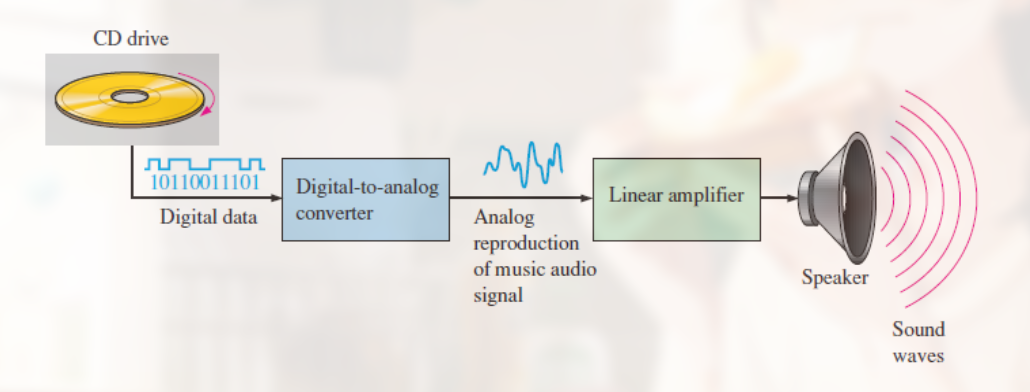 CD drive
10110011101
Digital data
Digital-to-analog
converter
Analog
reproduction
of music audio
signal
Linear amplifier
Speaker
Sound
waves